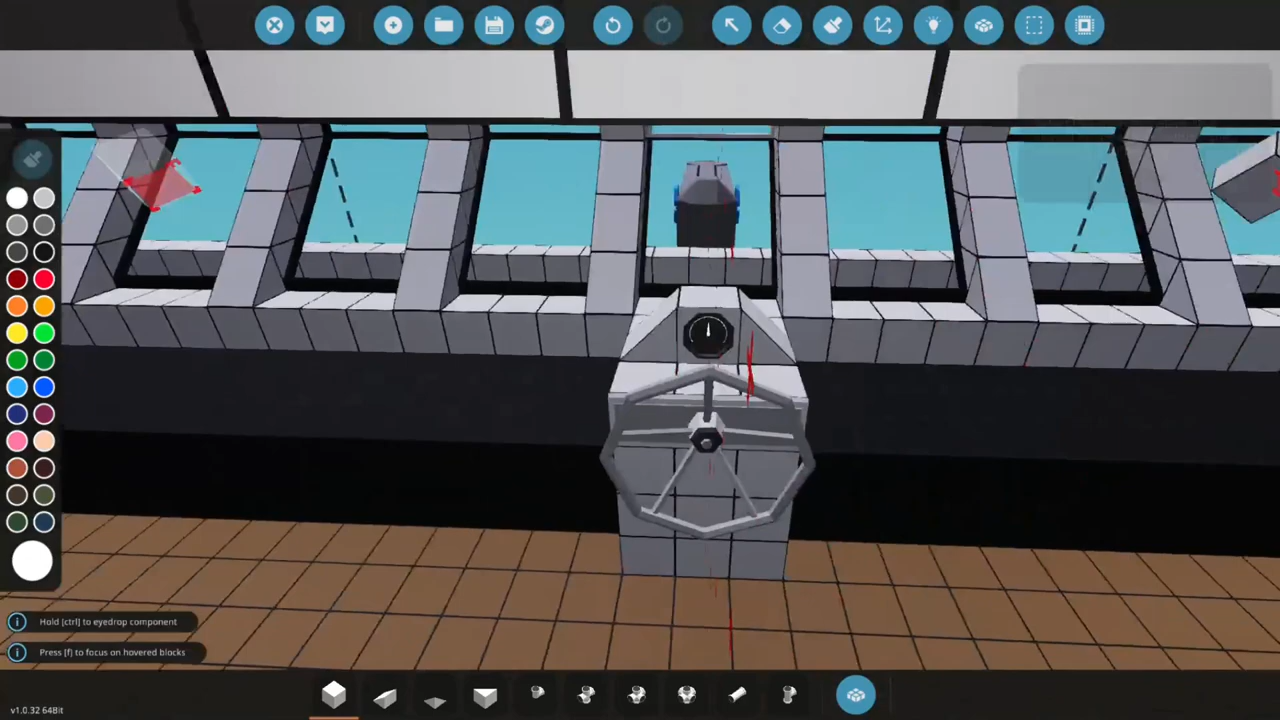 Hold [ctrl] to eyedrop component
Press [f] to focus on hovered blocks
v1.0.32 64Bit